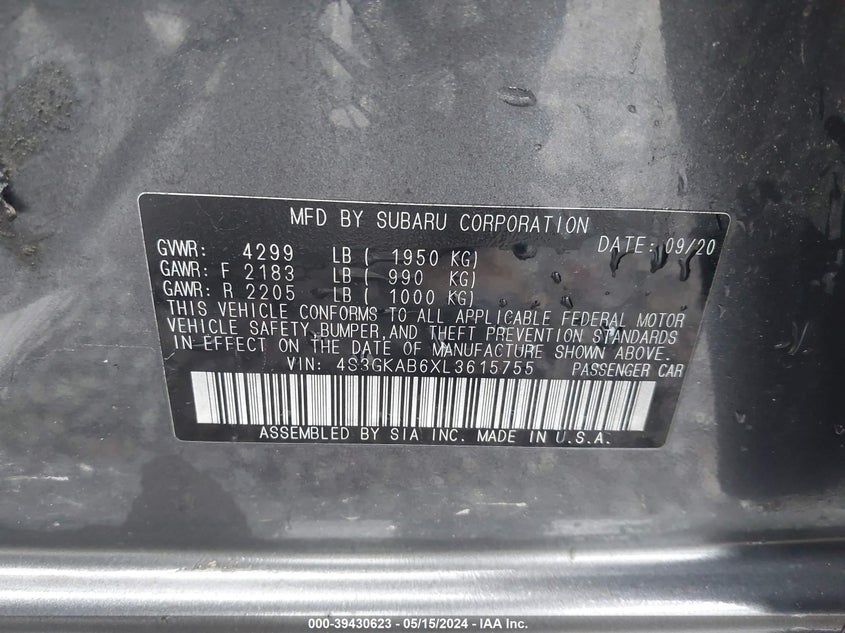 MFD BY SUBARU CORPORATION
GVWR: 4299 LB ( 1950 KG) DATE: 09/20
GAWR: F 2183 LB ( 990 KG)
GAWR: R 2205 LB ( 1000 KG)
THIS VEHICLE CONFORMS TO ALL APPLICABLE FEDERAL MOTOR
VEHICLE SAFETY, BUMPER, AND THEFT PREVENTION STANDARDS
IN EFFECT ON THE DATE OF MANUFACTURE SHOWN ABOVE.
VIN: 4S3GKAB6XL3615755 PASSENGER CAR
ASSEMBLED BY SIA INC. MADE IN U.S.A.
000-39430623 - 05/15/2024 - IAA Inc.